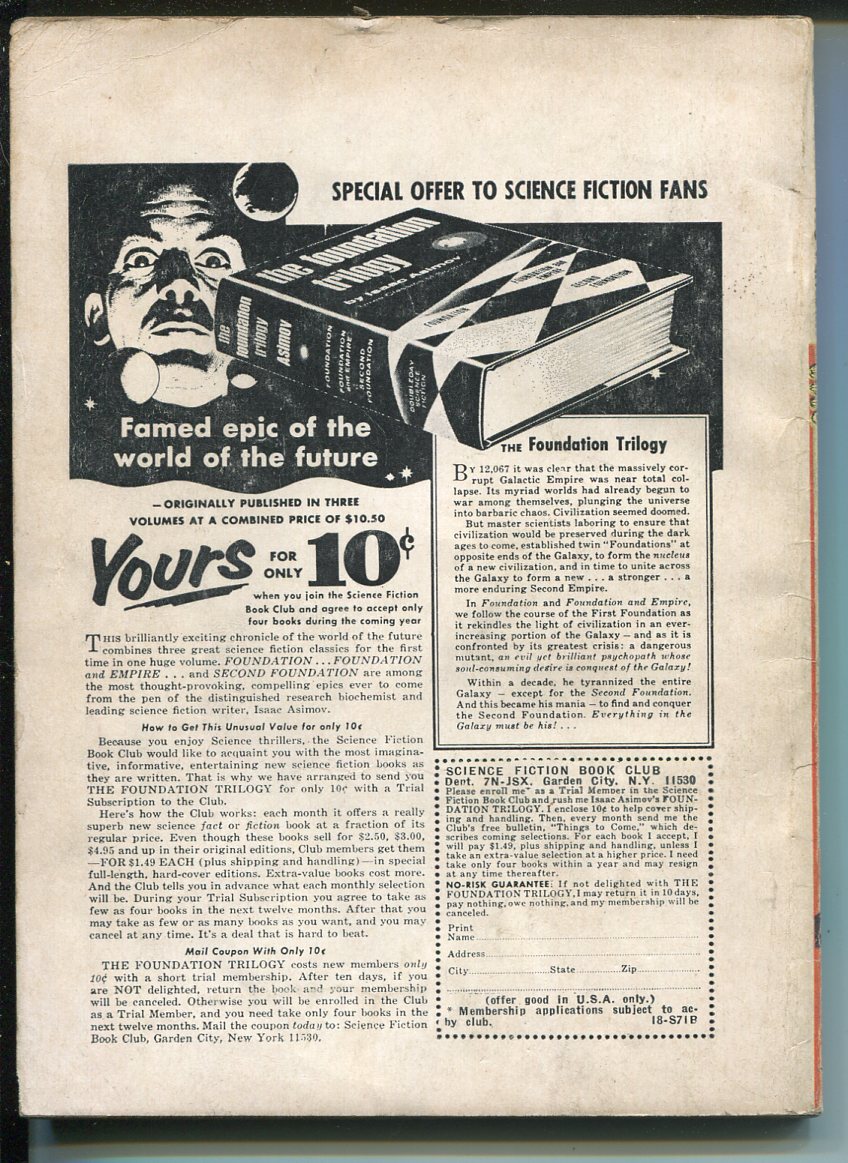 SPECIAL OFFER TO SCIENCE FICTION FANS
the foundation
trilogy
by Isaac Asimov
the
foundation
trilogy
Asimov
FOUNDATION
FOUNDATION
and EMPIRE
SECOND
FOUNDATION
DOUBLEDAY
SCIENCE
FICTION
FOUNDATION
FOUNDATION AND
EMPIRE
SECOND
FOUNDATION
Famed epic of the
world of the future
—ORIGINALLY PUBLISHED IN THREE
VOLUMES AT A COMBINED PRICE OF $10.50
Yours FOR
ONLY 10¢
when you join the Science Fiction
Book Club and agree to accept only
four books during the coming year
THIS brilliantly exciting chronicle of the world of the future
combines three great science fiction classics for the first
time in one huge volume. FOUNDATION . . . FOUNDATION
and EMPIRE . . . and SECOND FOUNDATION are among
the most thought-provoking, compelling epics ever to come
from the pen of the distinguished research biochemist and
leading science fiction writer, Isaac Asimov.
How to Get This Unusual Value for only 10¢
Because you enjoy Science thrillers, the Science Fiction
Book Club would like to acquaint you with the most imagina-
tive, informative, entertaining new science fiction books as
they are written. That is why we have arranged to send you
THE FOUNDATION TRILOGY for only 10¢ with a Trial
Subscription to the Club.
Here's how the Club works: each month it offers a really
superb new science fact or fiction book at a fraction of its
regular price. Even though these books sell for $2.50, $3.00,
$4.95 and up in their original editions, Club members get them
—FOR $1.49 EACH (plus shipping and handling)—in special
full-length, hard-cover editions. Extra-value books cost more.
And the Club tells you in advance what each monthly selection
will be. During your Trial Subscription you agree to take as
few as four books in the next twelve months. After that you
may take as few or as many books as you want, and you may
cancel at any time. It's a deal that is hard to beat.
Mail Coupon With Only 10¢
THE FOUNDATION TRILOGY costs new members only
10¢ with a short trial membership. After ten days, if you
are NOT delighted, return the book and your membership
will be canceled. Otherwise you will be enrolled in the Club
as a Trial Member, and you need take only four books in the
next twelve months. Mail the coupon today to: Science Fiction
Book Club, Garden City, New York 11530.
THE Foundation Trilogy
BY 12,067 it was clear that the massively cor-
rupt Galactic Empire was near total col-
lapse. Its myriad worlds had already begun to
war among themselves, plunging the universe
into barbaric chaos. Civilization seemed doomed.
But master scientists laboring to ensure that
civilization would be preserved during the dark
ages to come, established twin "Foundations" at
opposite ends of the Galaxy, to form the nucleus
of a new civilization, and in time to unite across
the Galaxy to form a new . . . a stronger . . . a
more enduring Second Empire.
In Foundation and Foundation and Empire,
we follow the course of the First Foundation as
it rekindles the light of civilization in an ever-
increasing portion of the Galaxy — and as it is
confronted by its greatest crisis: a dangerous
mutant, an evil yet brilliant psychopath whose
soul-consuming desire is conquest of the Galaxy!
Within a decade, he tyrannized the entire
Galaxy — except for the Second Foundation.
And this became his mania — to find and conquer
the Second Foundation. Everything in the
Galaxy must be his! . . .
SCIENCE FICTION BOOK CLUB
Dept. 7N-JSX, Garden City, N.Y. 11530
Please enroll me* as a Trial Member in the Science
Fiction Book Club and rush me Isaac Asimov's FOUN-
DATION TRILOGY. I enclose 10¢ to help cover ship-
ing and handling. Then, every month send me the
Club's free bulletin, "Things to Come," which de-
scribes coming selections. For each book I accept, I
will pay $1.49, plus shipping and handling, unless I
take an extra-value selection at a higher price. I need
take only four books within a year and may resign
at any time thereafter.
NO-RISK GUARANTEE: If not delighted with THE
FOUNDATION TRILOGY, I may return it in 10 days,
pay nothing, owe nothing, and my membership will be
canceled.
Print
Name
Address
City State Zip
(offer good in U.S.A. only.)
* Membership applications subject to ac-
by club. 18-S71B